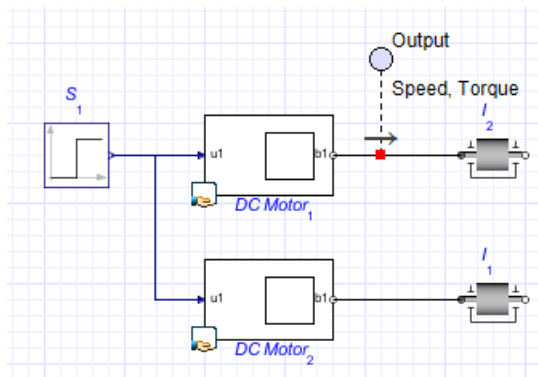 Output
Speed, Torque
S
1
I
2
u1
b1
DC Motor
1
I
1
u1
b1
DC Motor
2